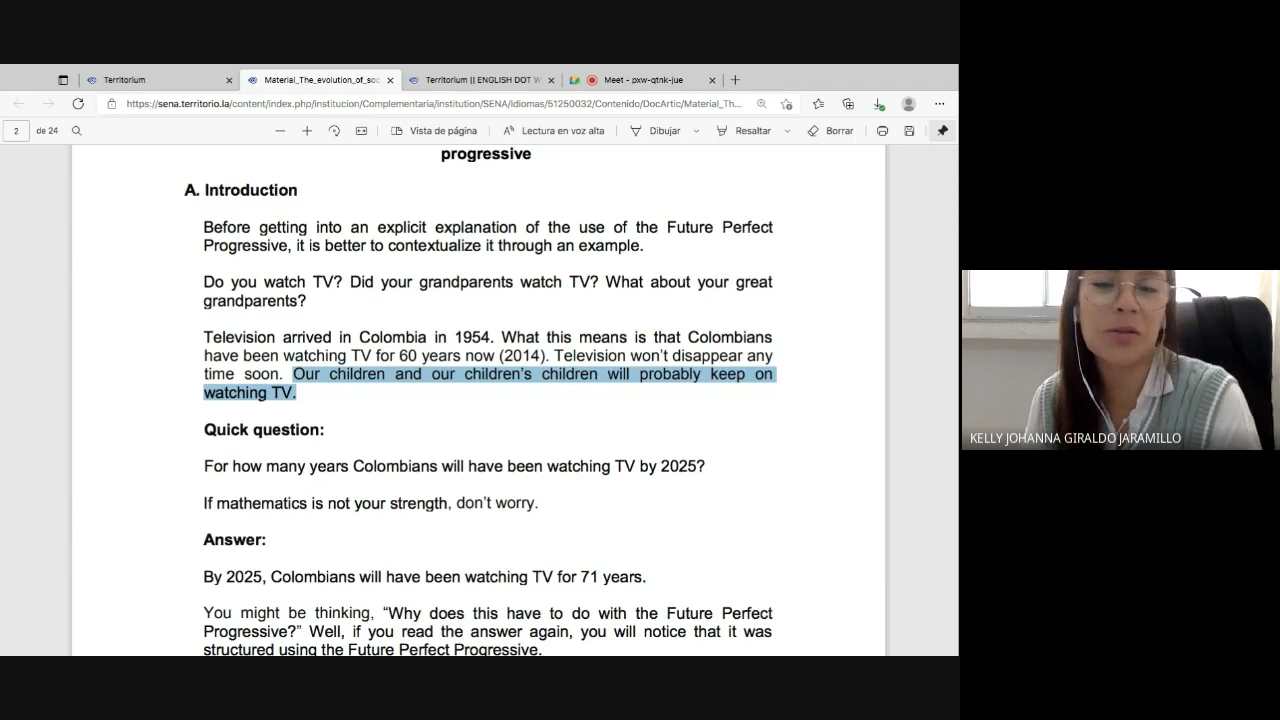 Territorium
Material_The_evolution_of_soc
Territorium || ENGLISH DOT W
Meet - pxw-qtnk-jue
https://sena.territorio.la/content/index.php/institucion/Complementaria/institution/SENA/Idiomas/51250032/Contenido/DocArtic/Material_Th...
2 de 24
Vista de página
Lectura en voz alta
Dibujar
Resaltar
Borrar
progressive
A. Introduction
Before getting into an explicit explanation of the use of the Future Perfect
Progressive, it is better to contextualize it through an example.
Do you watch TV? Did your grandparents watch TV? What about your great
grandparents?
Television arrived in Colombia in 1954. What this means is that Colombians
have been watching TV for 60 years now (2014). Television won't disappear any
time soon. Our children and our children's children will probably keep on
watching TV.
Quick question:
For how many years Colombians will have been watching TV by 2025?
If mathematics is not your strength, don't worry.
Answer:
By 2025, Colombians will have been watching TV for 71 years.
You might be thinking, “Why does this have to do with the Future Perfect
Progressive?” Well, if you read the answer again, you will notice that it was
structured using the Future Perfect Progressive.
KELLY JOHANNA GIRALDO JARAMILLO